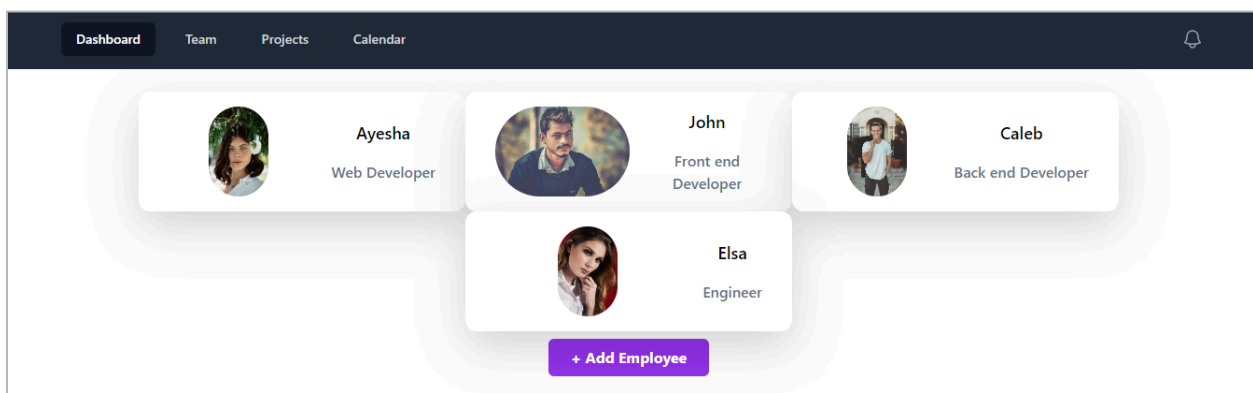 Dashboard Team Projects Calendar
Ayesha
Web Developer
John
Front end
Developer
Caleb
Back end Developer
Elsa
Engineer
+ Add Employee